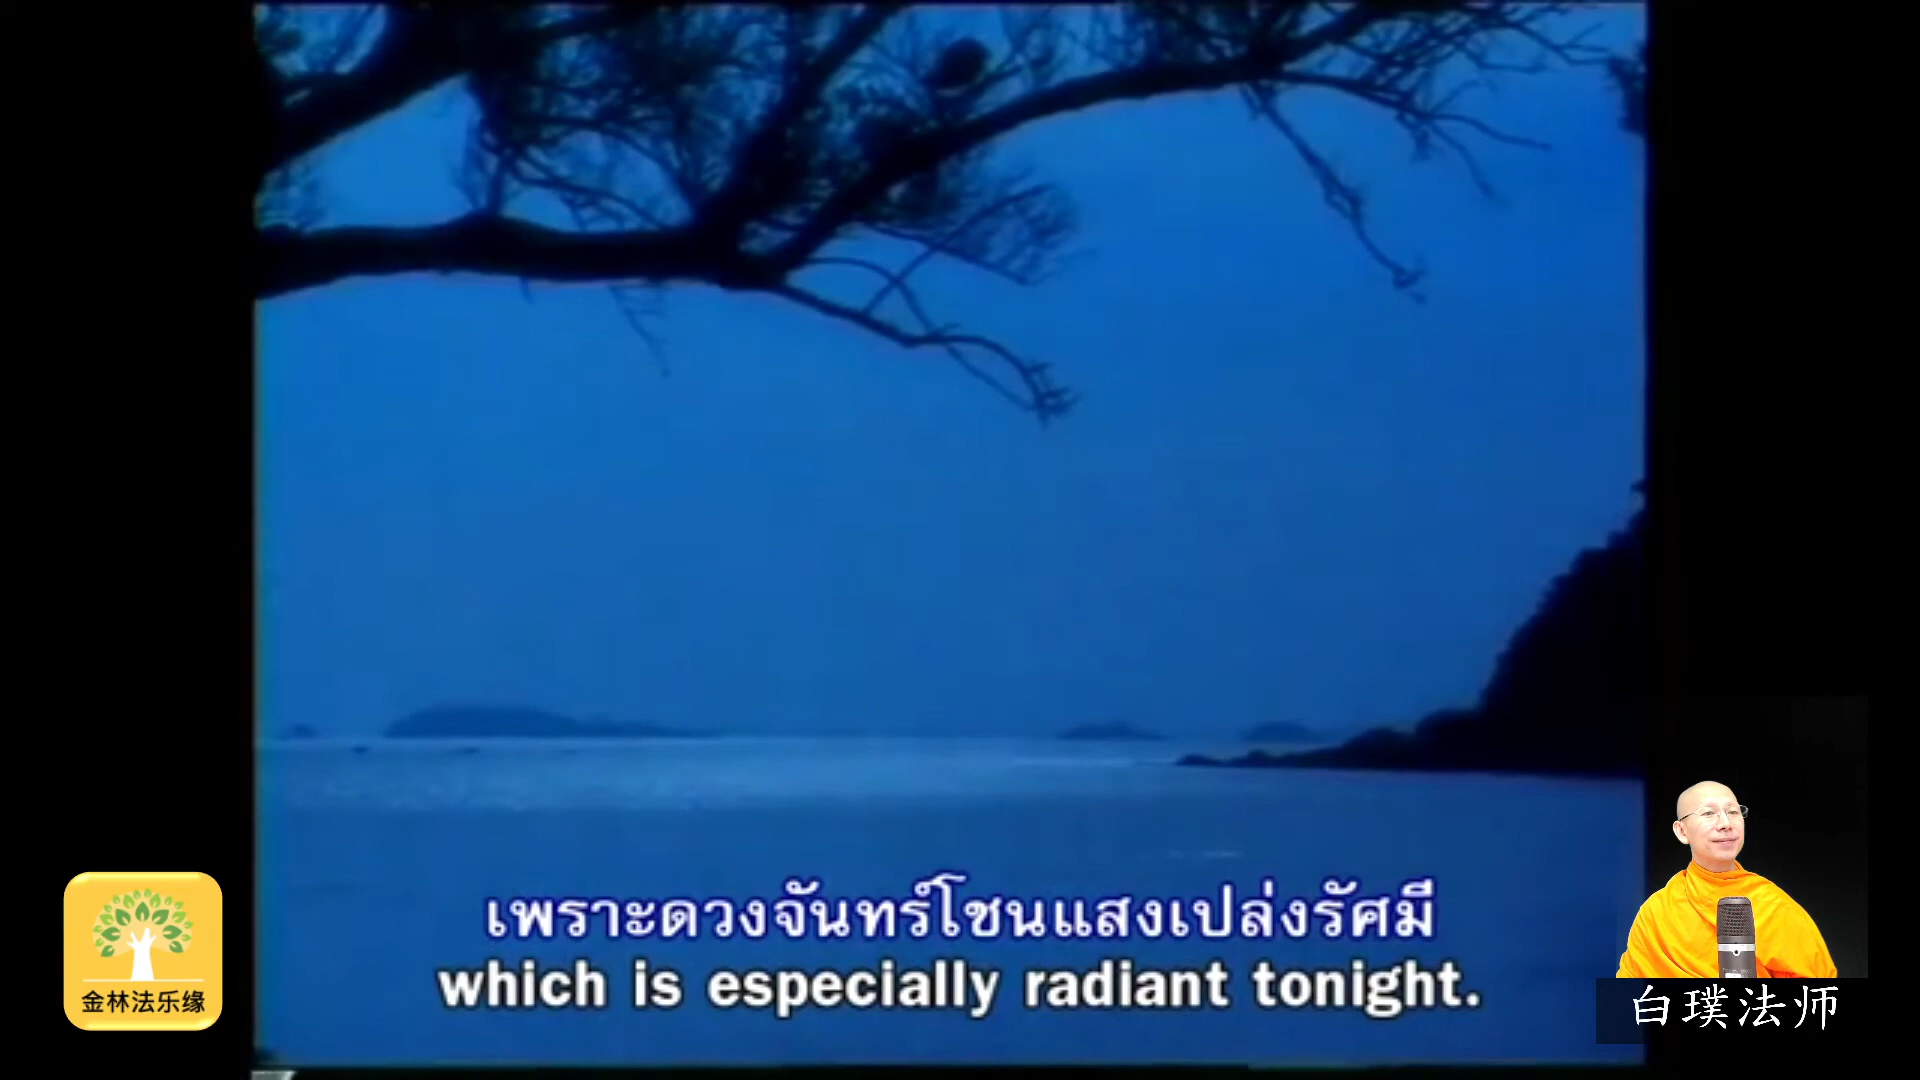 เพราะดวงจันทร์โชนแสงเปล่งรัศมี
which is especially radiant tonight.
金林法乐缘
白璞法师